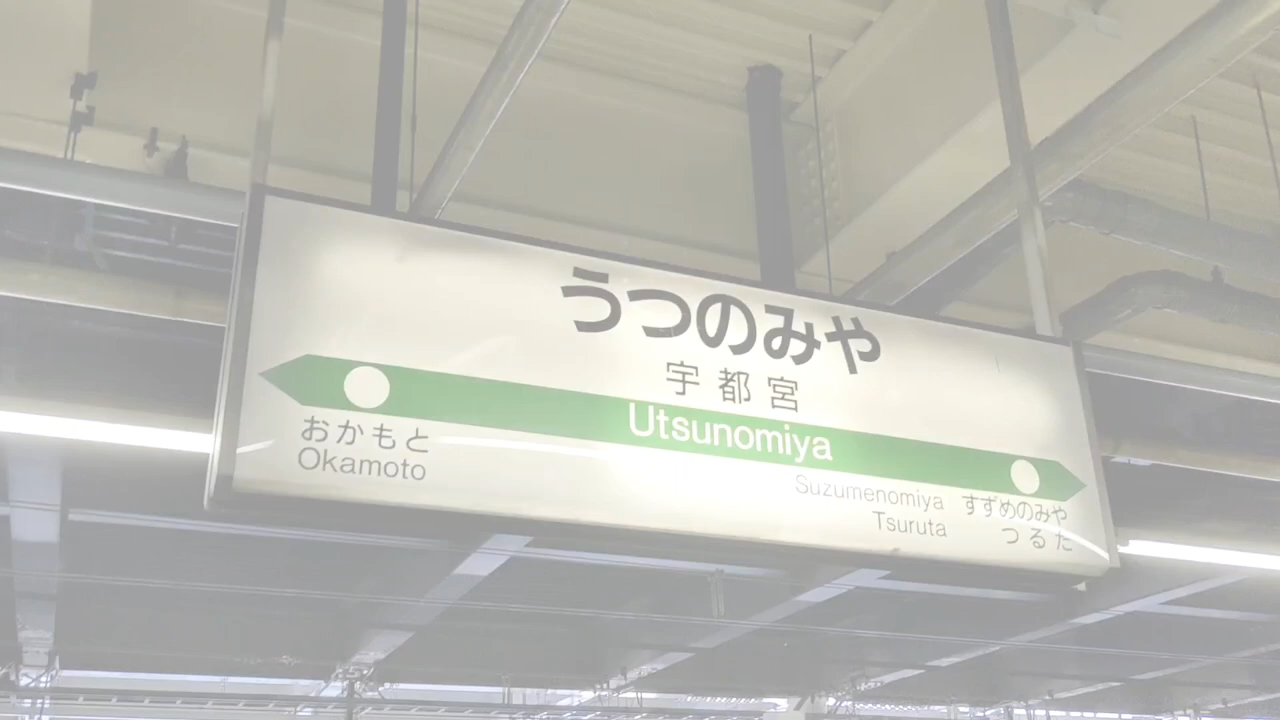 うつのみや
宇都宮
Utsunomiya
おかもと
Okamoto
Suzumenomiya すずめのみや
Tsuruta つるた